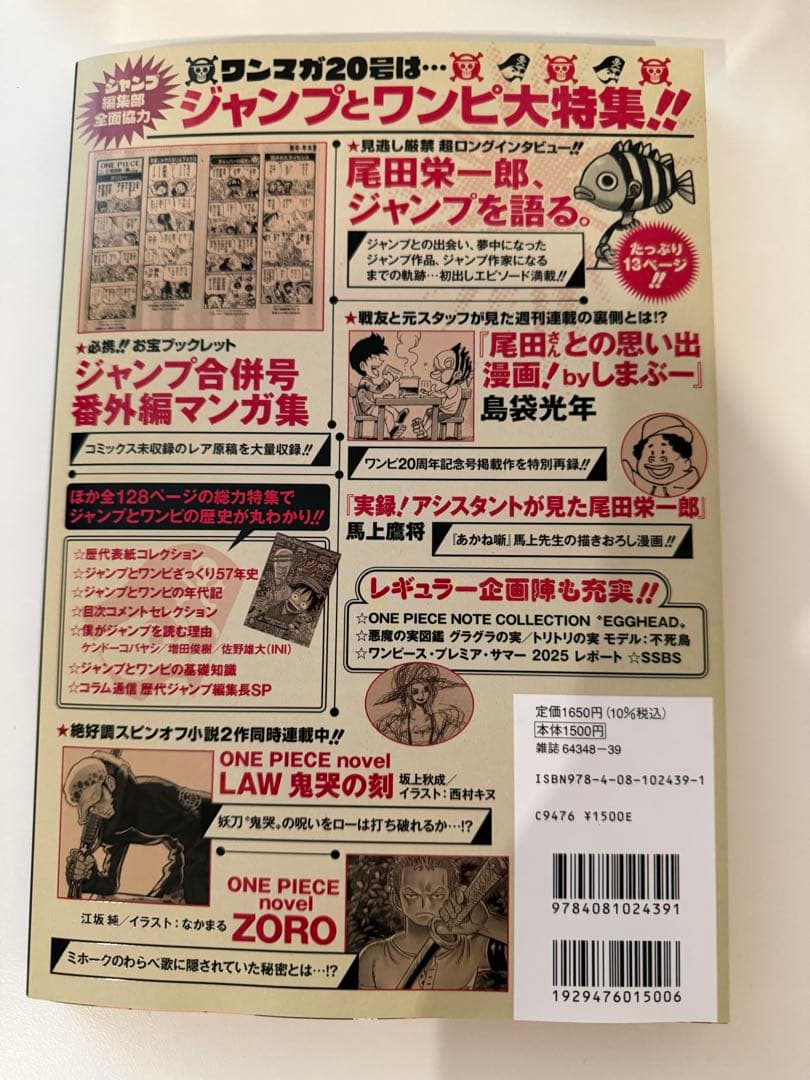 ジャンプ
編集部
全面協力
ワンマガ20号は…
ジャンプとワンピ大特集!!
★見逃し厳禁 超ロングインタビュー!!
尾田栄一郎、
ジャンプを語る。
ジャンプとの出会い、夢中になった
ジャンプ作品、ジャンプ作家になる
までの軌跡…初出しエピソード満載!!
たっぷり
13ページ
!!
ONE PIECE
★必携!! お宝ブックレット
ジャンプ合併号
番外編マンガ集
コミックス未収録のレア原稿を大量収録!!
★戦友と元スタッフが見た週刊連載の裏側とは!?
『尾田さんとの思い出
漫画!byしまぶー』
島袋光年
ワンピ20周年記念号掲載作を特別再録!!
『実録!アシスタントが見た尾田栄一郎』
馬上鷹将
『あかね噺』馬上先生の描きおろし漫画!!
ほか全128ページの総力特集で
ジャンプとワンピの歴史が丸わかり!!
☆歴代表紙コレクション
☆ジャンプとワンピざっくり57年史
☆ジャンプとワンピの年代記
☆目次コメントセレクション
☆僕がジャンプを読む理由
ケンドーコバヤシ/増田俊樹/佐野雄大(INI)
☆ジャンプとワンピの基礎知識
☆コラム通信 歴代ジャンプ編集長SP
レギュラー企画陣も充実!!
☆ONE PIECE NOTE COLLECTION “EGGHEAD„
☆悪魔の実図鑑 グラグラの実/トリトリの実 モデル:不死鳥
☆ワンピース・プレミア・サマー 2025 レポート ☆SSBS
★絶好調スピンオフ小説2作同時連載中!!
ONE PIECE novel
LAW 鬼哭の刻
坂上秋成/
イラスト:西村キヌ
妖刀“鬼哭„の呪いをローは打ち破れるか…!?
ONE PIECE
novel
ZORO
江坂 純/イラスト:なかまる
ミホークのわらべ歌に隠されていた秘密とは…!?
定価1650円(10%税込)
本体1500円
雑誌 64348-39
ISBN978-4-08-102439-1
C9476 ¥1500E
9784081024391
1929476015006